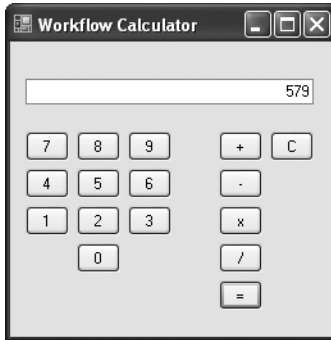 Workflow Calculator
579
7 8 9 + C
4 5 6 -
1 2 3 x
0 /
=